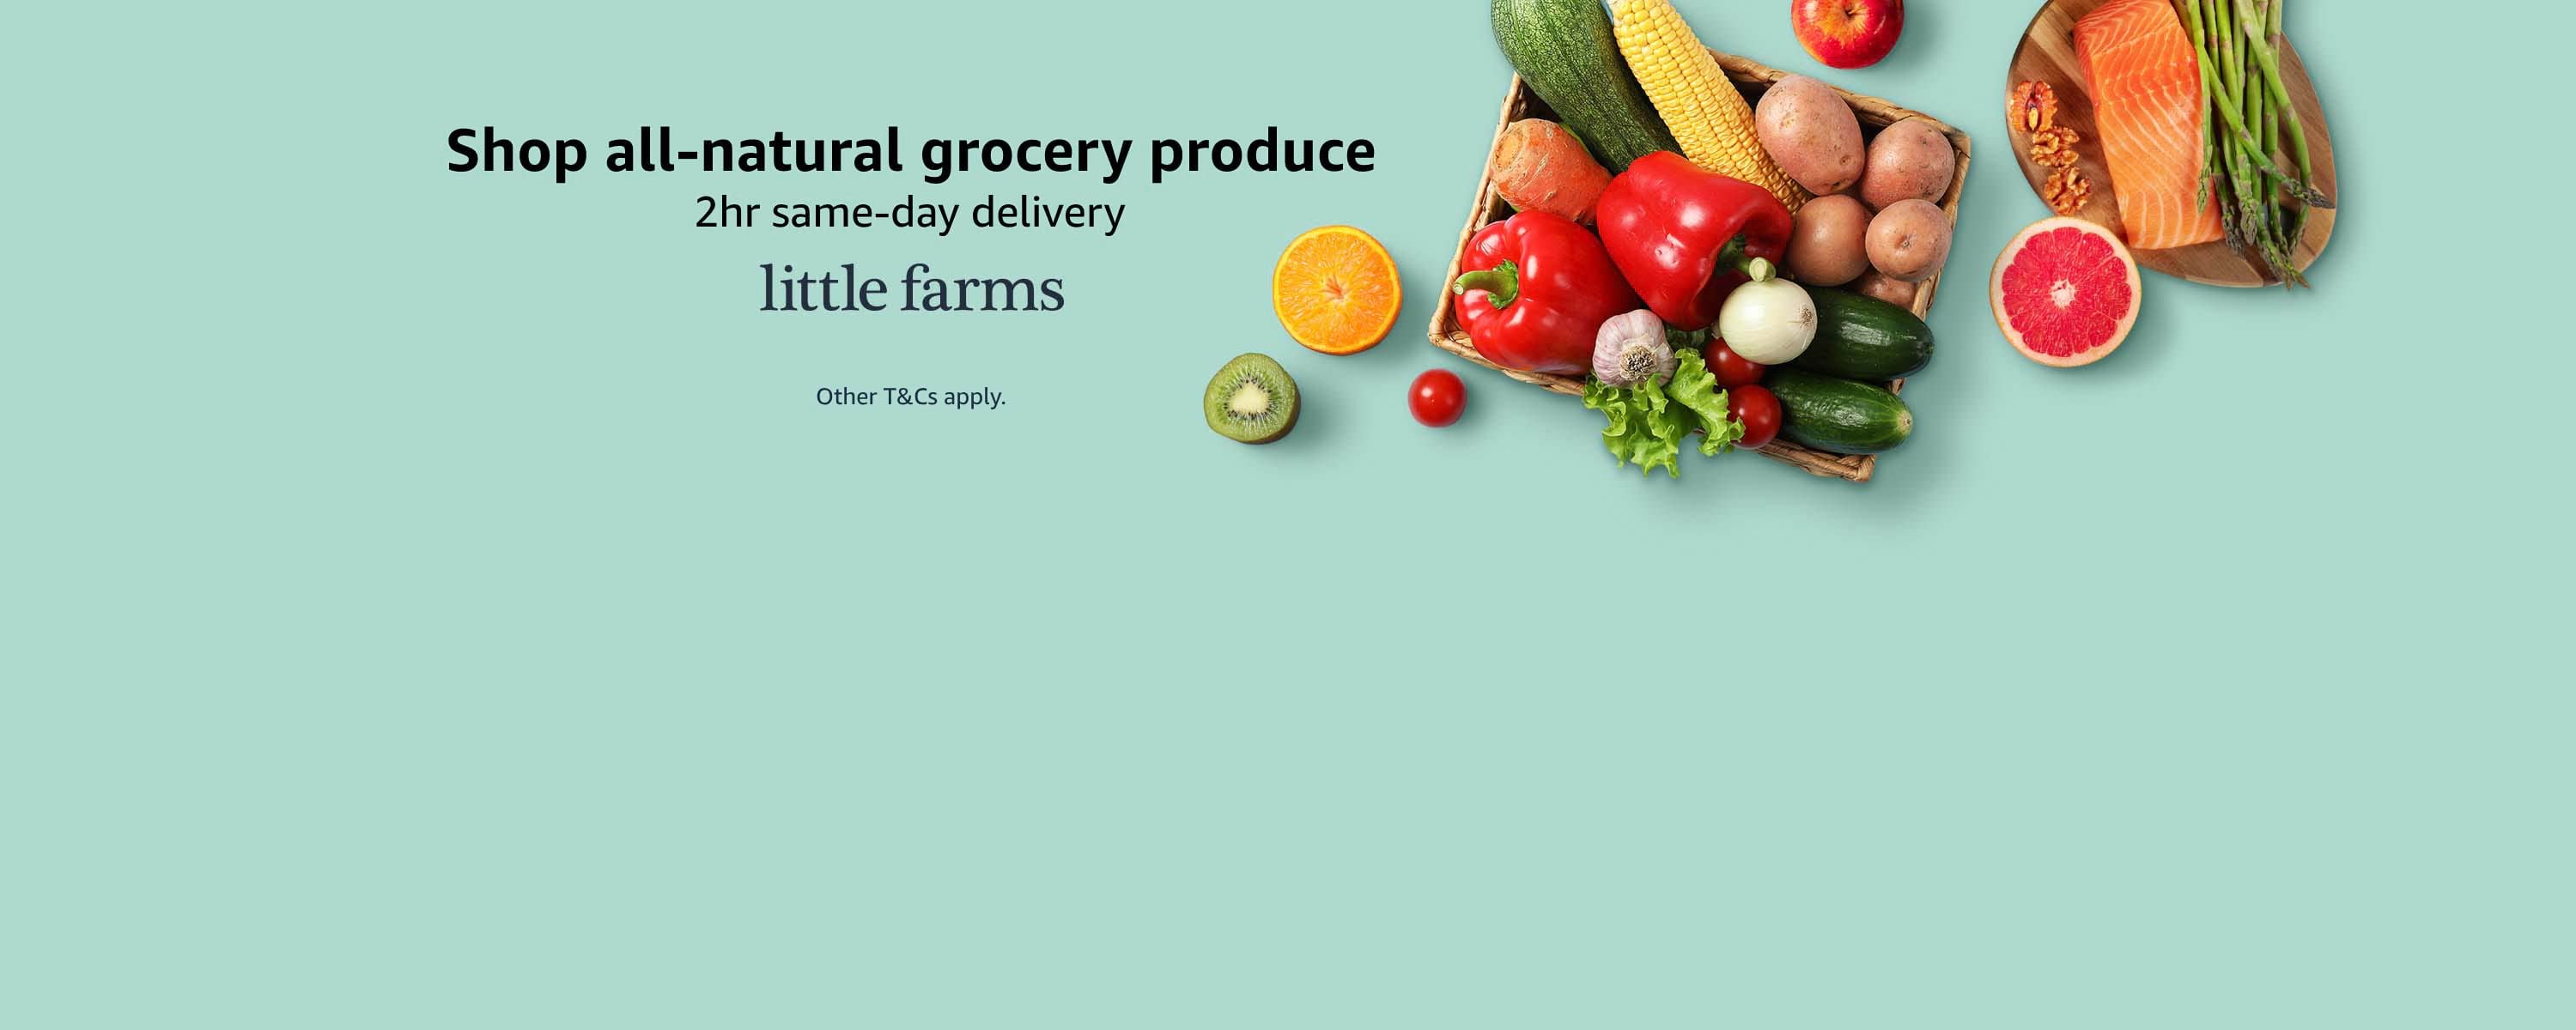 Shop all-natural grocery produce
2hr same-day delivery
little farms
Other T&Cs apply.